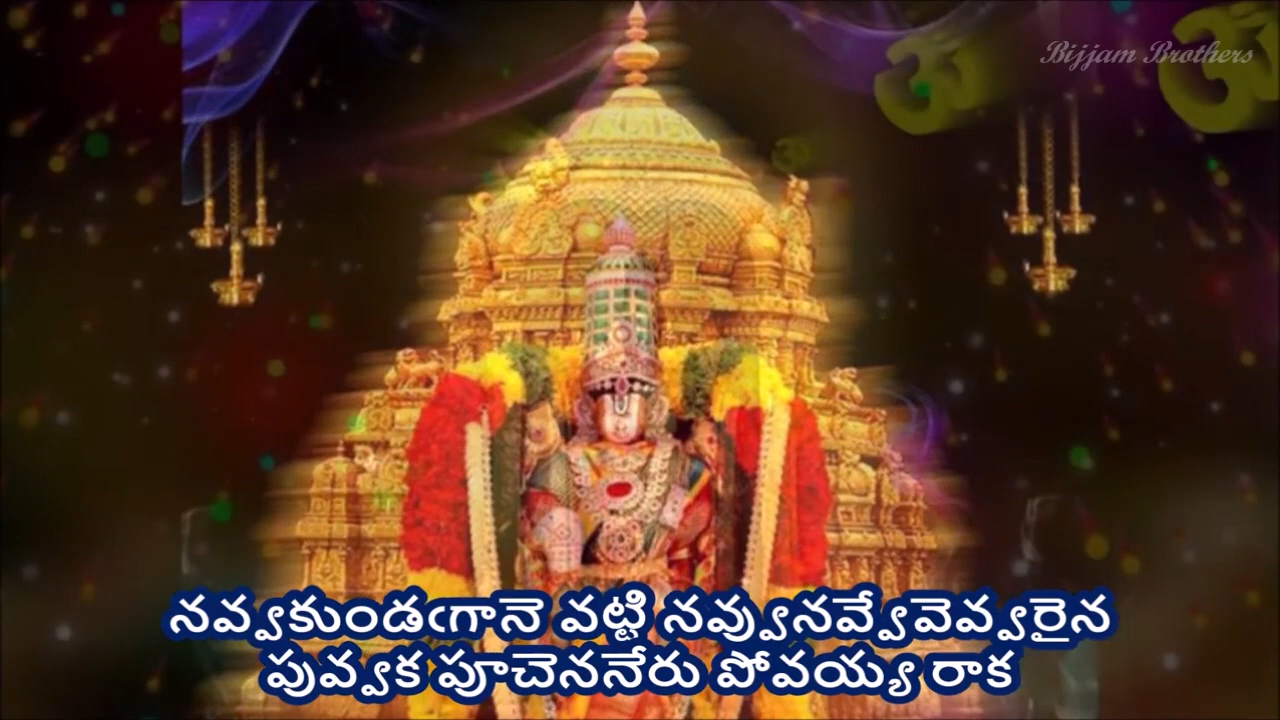 Bijjam Brothers
నవ్వకుండఁగానె వట్టి నవ్వునవ్వేవెవ్వరైన
పువ్వక పూచెననేరు పోవయ్య రాక